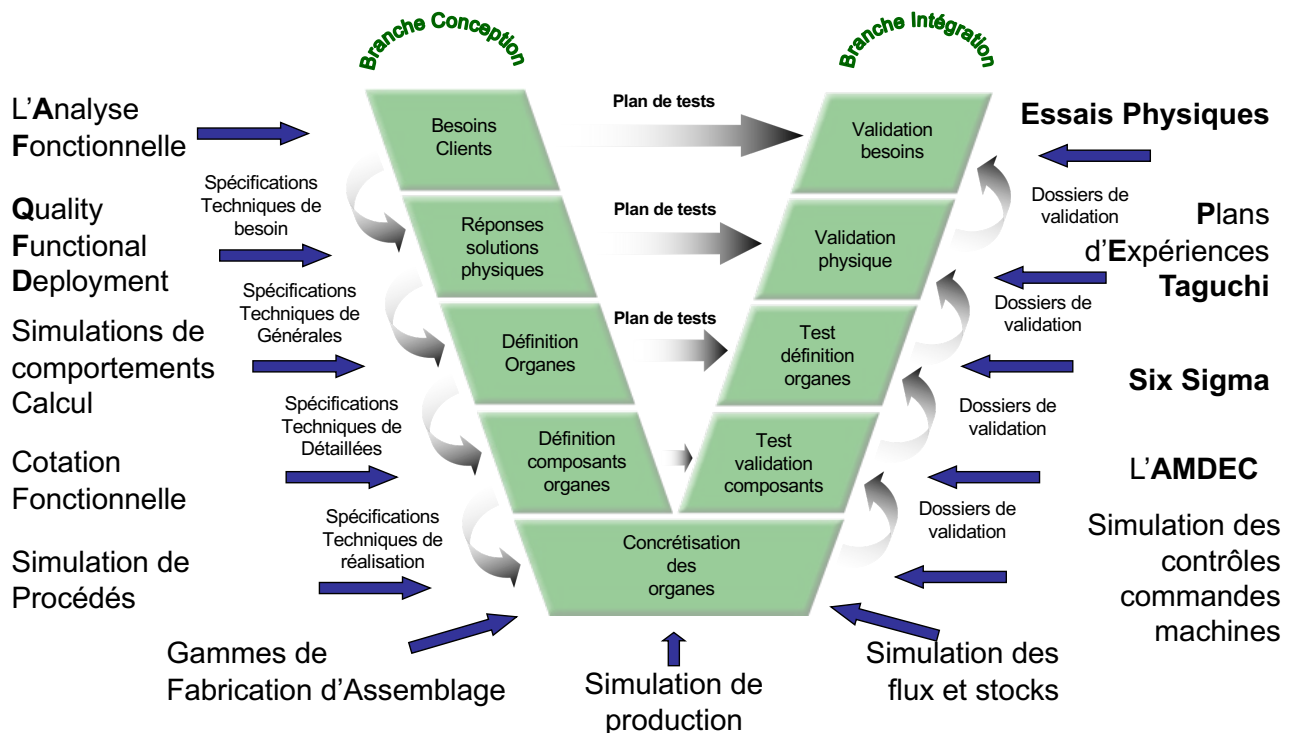 Branche Conception
Branche Intégration
L'Analyse
Fonctionnelle
Quality
Functional
Deployment
Simulations de
comportements
Calcul
Cotation
Fonctionnelle
Simulation de
Procédés
Spécifications
Techniques de
besoin
Spécifications
Techniques de
Générales
Spécifications
Techniques de
Détaillées
Spécifications
Techniques de
réalisation
Besoins
Clients
Réponses
solutions
physiques
Définition
Organes
Définition
composants
organes
Concrétisation
des
organes
Plan de tests
Plan de tests
Plan de tests
Validation
besoins
Validation
physique
Test
définition
organes
Test
validation
composants
Dossiers de
validation
Dossiers de
validation
Dossiers de
validation
Dossiers de
validation
Essais Physiques
Plans
d'Expériences
Taguchi
Six Sigma
L'AMDEC
Simulation des
contrôles
commandes
machines
Gammes de
Fabrication d'Assemblage
Simulation de
production
Simulation des
flux et stocks